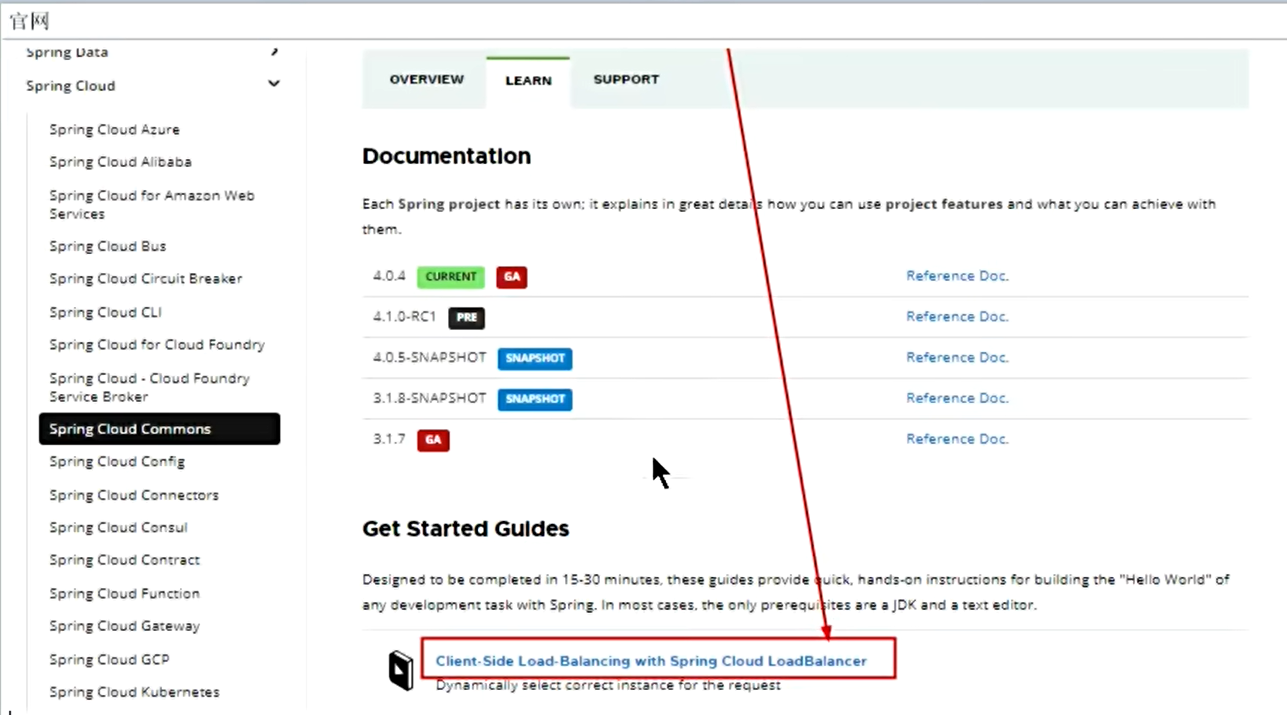 官网
Spring Data
Spring Cloud
Spring Cloud Azure
Spring Cloud Alibaba
Spring Cloud for Amazon Web
Services
Spring Cloud Bus
Spring Cloud Circuit Breaker
Spring Cloud CLI
Spring Cloud for Cloud Foundry
Spring Cloud - Cloud Foundry
Service Broker
Spring Cloud Commons
Spring Cloud Config
Spring Cloud Connectors
Spring Cloud Consul
Spring Cloud Contract
Spring Cloud Function
Spring Cloud Gateway
Spring Cloud GCP
Spring Cloud Kubernetes
OVERVIEW LEARN SUPPORT
Documentation
Each Spring project has its own; it explains in great details how you can use project features and what you can achieve with
them.
4.0.4 CURRENT GA Reference Doc.
4.1.0-RC1 PRE Reference Doc.
4.0.5-SNAPSHOT SNAPSHOT Reference Doc.
3.1.8-SNAPSHOT SNAPSHOT Reference Doc.
3.1.7 GA Reference Doc.
Get Started Guides
Designed to be completed in 15-30 minutes, these guides provide quick, hands-on instructions for building the "Hello World" of
any development task with Spring. In most cases, the only prerequisites are a JDK and a text editor.
Client-Side Load-Balancing with Spring Cloud LoadBalancer
Dynamically select correct instance for the request